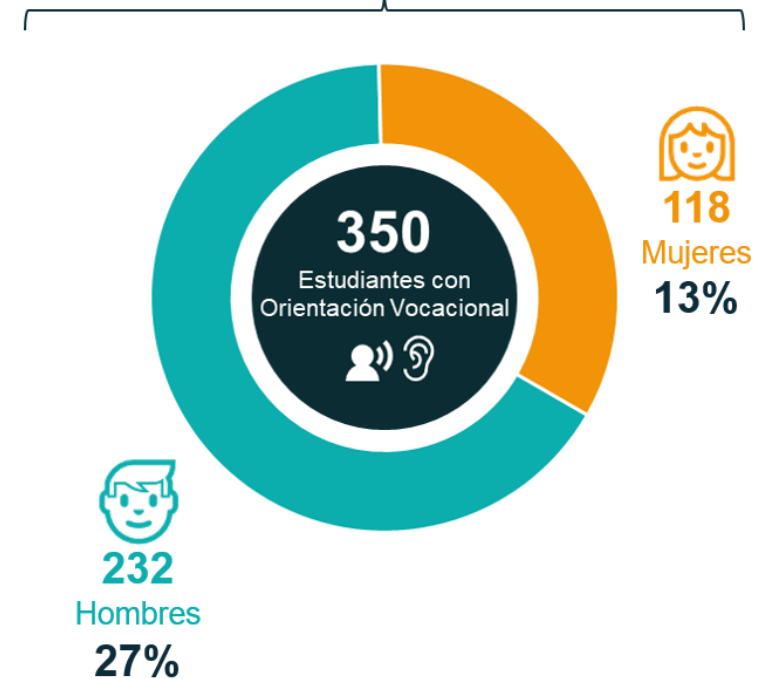 350
Estudiantes con
Orientación Vocacional
118
Mujeres
13%
232
Hombres
27%